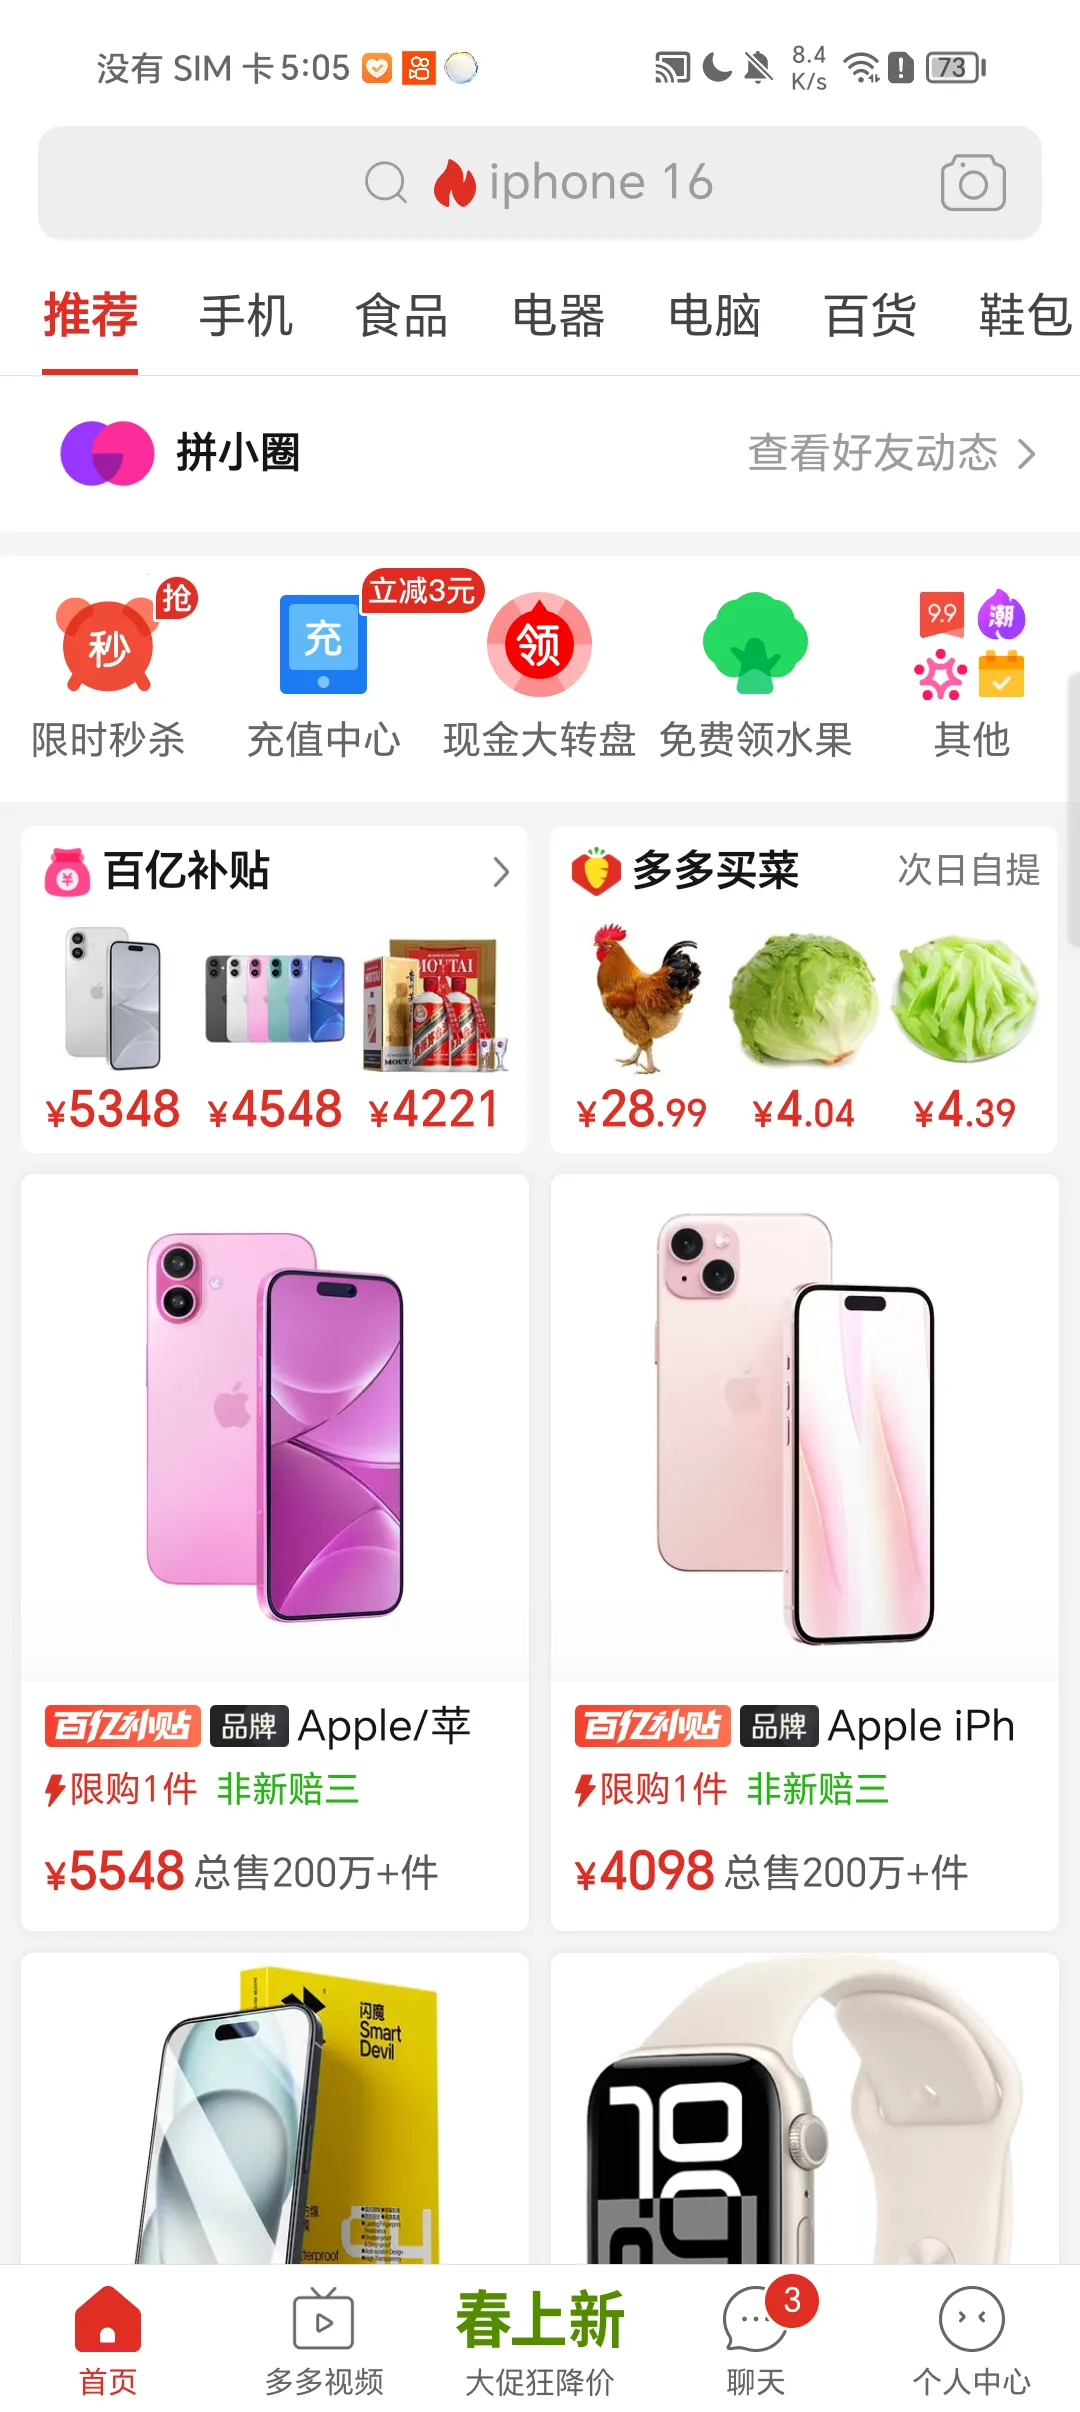 没有 SIM 卡 5:05
8.4 K/s
73
iphone 16
推荐 手机 食品 电器 电脑 百货 鞋包
拼小圈
查看好友动态
抢
秒
限时秒杀
立减3元
充
充值中心
领
现金大转盘
免费领水果
9.9
潮
其他
百亿补贴
MOUTAI
¥5348 ¥4548 ¥4221
多多买菜
次日自提
¥28.99 ¥4.04 ¥4.39
百亿补贴 品牌 Apple/苹
限购1件 非新赔三
¥5548 总售200万+件
百亿补贴 品牌 Apple iPh
限购1件 非新赔三
¥4098 总售200万+件
闪魔
Smart
Devil
10
首页
多多视频
春上新
大促狂降价
3
聊天
个人中心